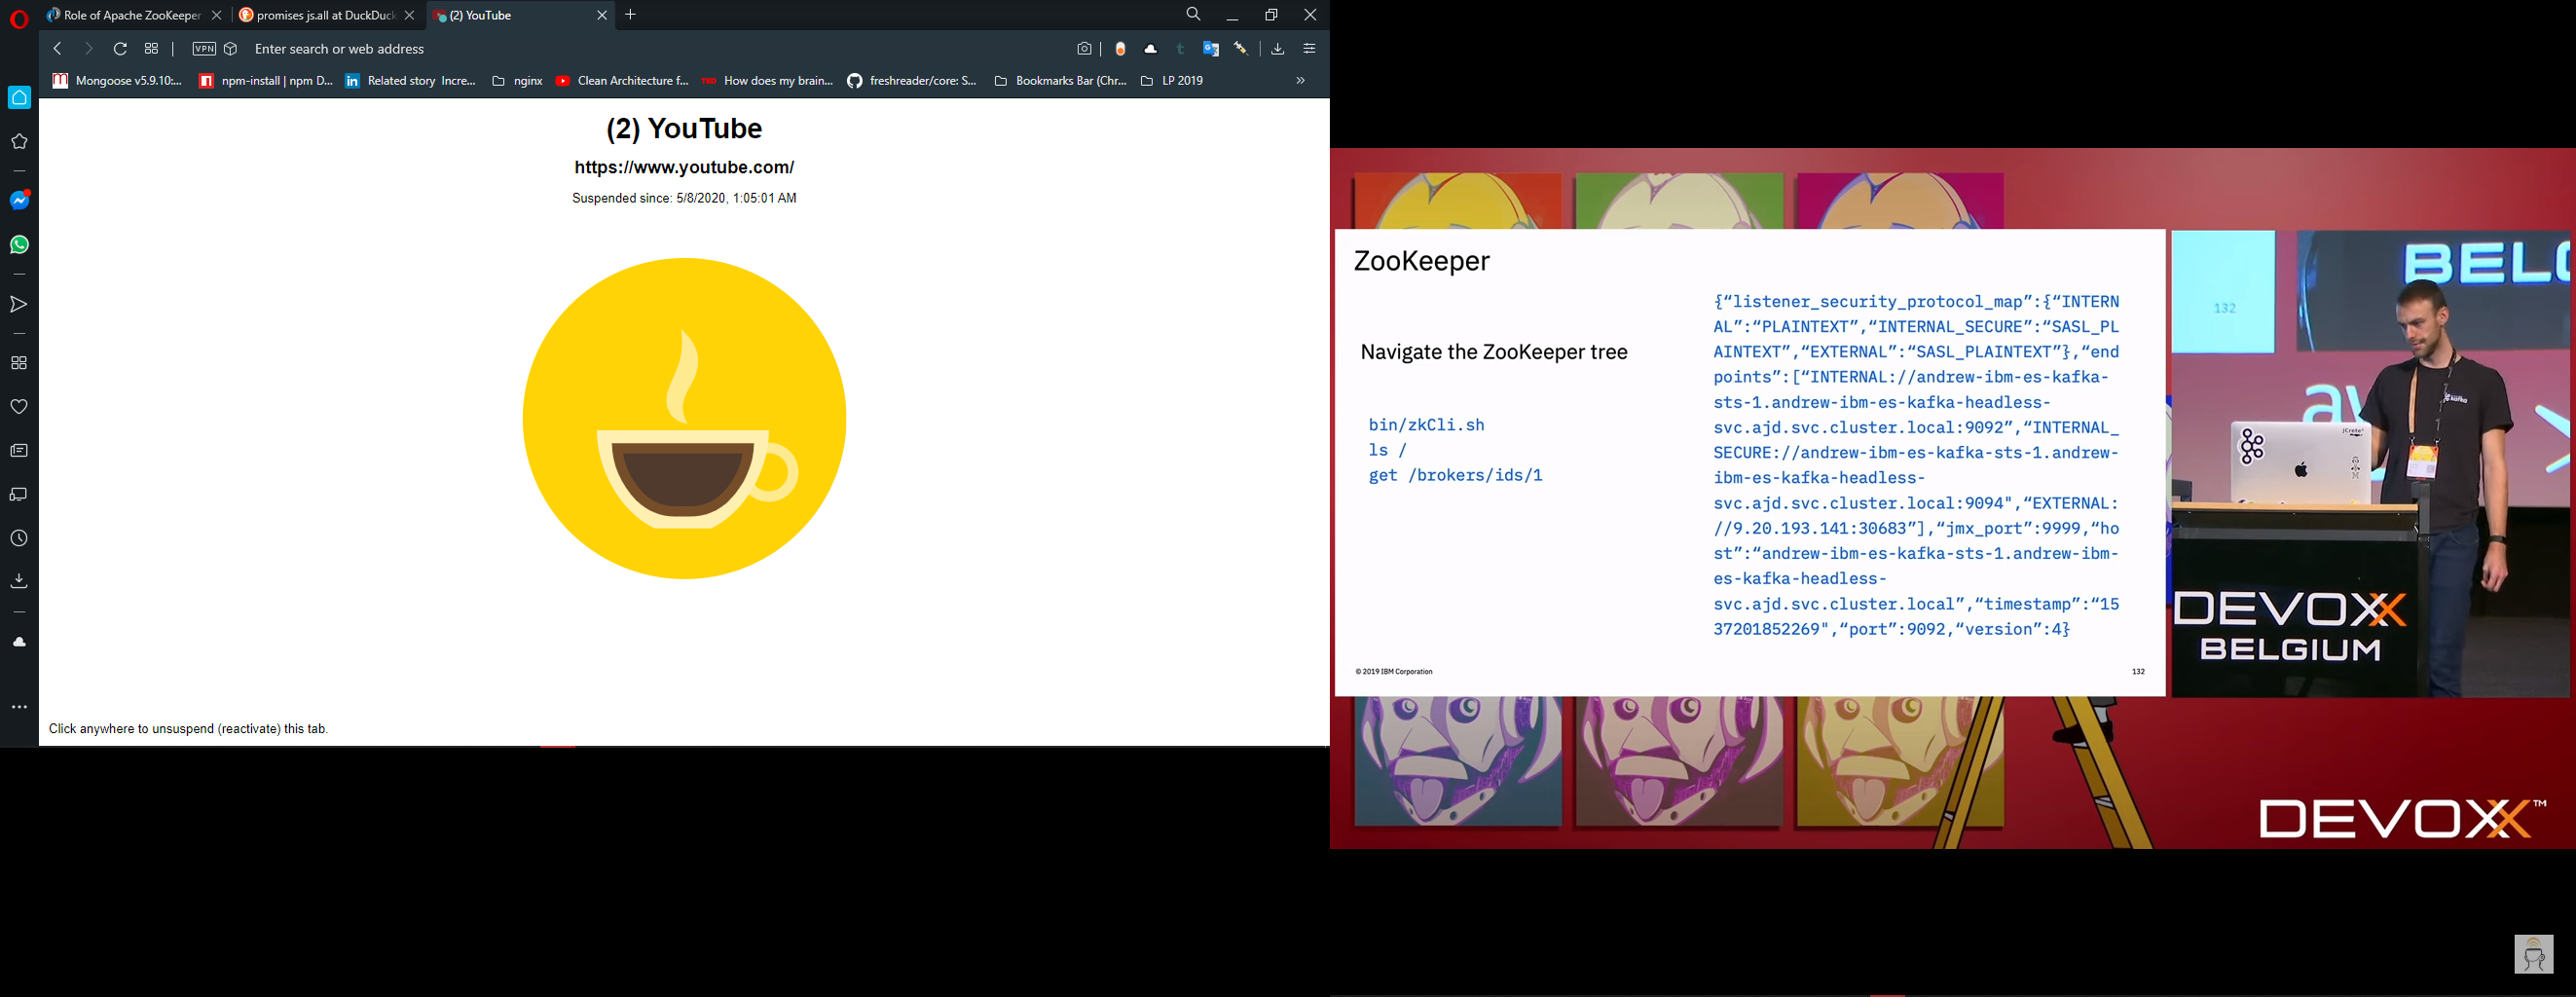 Role of Apache ZooKeeper
promises js.all at DuckDuck
(2) YouTube
VPN
Enter search or web address
Mongoose v5.9.10:...
npm-install | npm D...
Related story Incre...
nginx
Clean Architecture f...
TED
How does my brain...
freshreader/core: S...
Bookmarks Bar (Chr...
LP 2019
(2) YouTube
https://www.youtube.com/
Suspended since: 5/8/2020, 1:05:01 AM
Click anywhere to unsuspend (reactivate) this tab.
ZooKeeper
Navigate the ZooKeeper tree
bin/zkCli.sh
ls /
get /brokers/ids/1
{“listener_security_protocol_map”:{“INTERN
AL”:“PLAINTEXT”,“INTERNAL_SECURE”:“SASL_PL
AINTEXT”,“EXTERNAL”:“SASL_PLAINTEXT”},“end
points”:[“INTERNAL://andrew-ibm-es-kafka-
sts-1.andrew-ibm-es-kafka-headless-
svc.ajd.svc.cluster.local:9092”,“INTERNAL_
SECURE://andrew-ibm-es-kafka-sts-1.andrew-
ibm-es-kafka-headless-
svc.ajd.svc.cluster.local:9094",“EXTERNAL:
//9.20.193.141:30683”],“jmx_port”:9999,“ho
st”:“andrew-ibm-es-kafka-sts-1.andrew-ibm-
es-kafka-headless-
svc.ajd.svc.cluster.local”,“timestamp”:“15
37201852269",“port”:9092,“version”:4}
© 2019 IBM Corporation
132
BELG
132
kafka
DEVOXX
BELGIUM
DEVOXX™